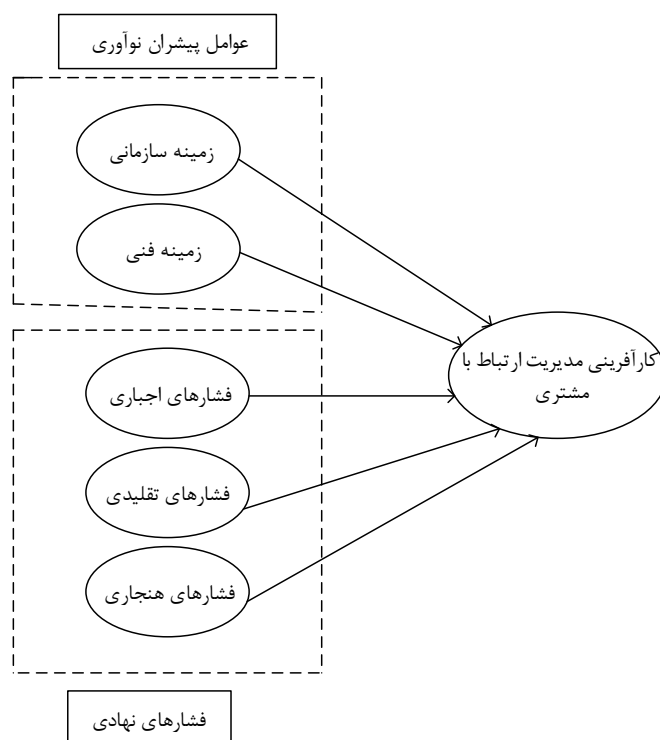 عوامل پیشران نوآوری
زمینه سازمانی
زمینه فنی
کارآفرینی مدیریت ارتباط با
مشتری
فشارهای اجباری
فشارهای تقلیدی
فشارهای هنجاری
فشارهای نهادی